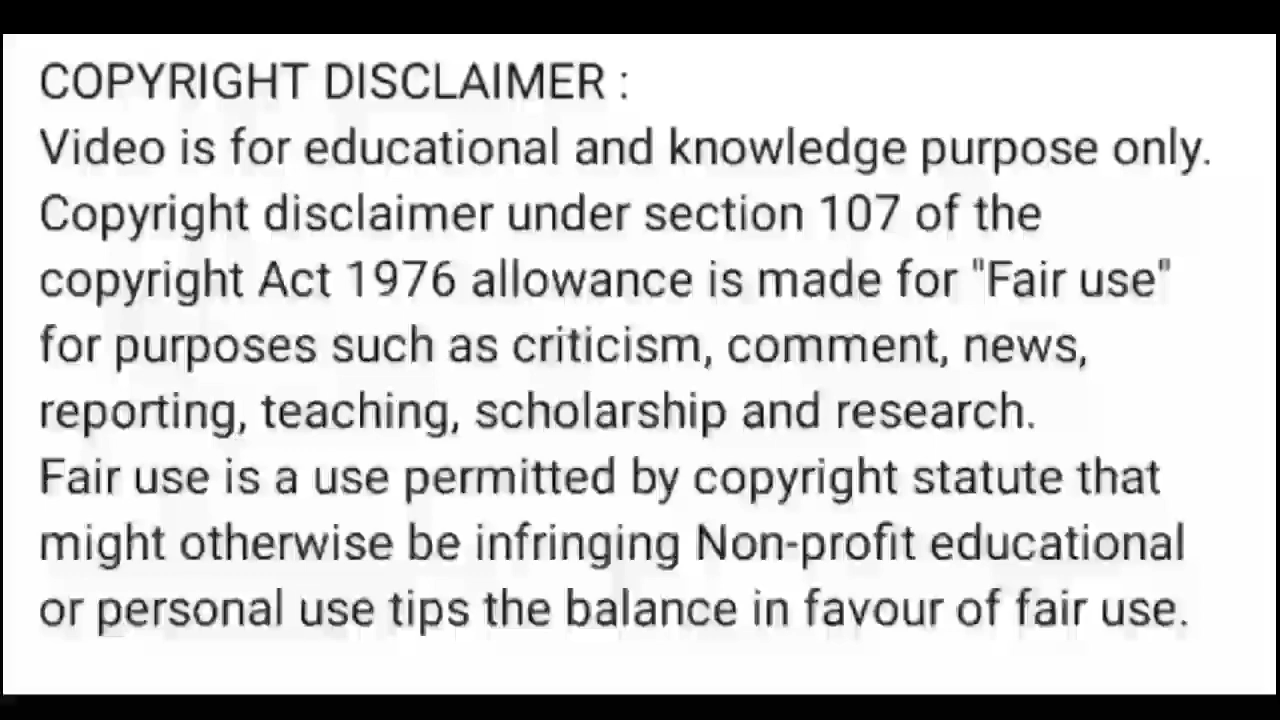 COPYRIGHT DISCLAIMER :
Video is for educational and knowledge purpose only.
Copyright disclaimer under section 107 of the
copyright Act 1976 allowance is made for "Fair use"
for purposes such as criticism, comment, news,
reporting, teaching, scholarship and research.
Fair use is a use permitted by copyright statute that
might otherwise be infringing Non-profit educational
or personal use tips the balance in favour of fair use.